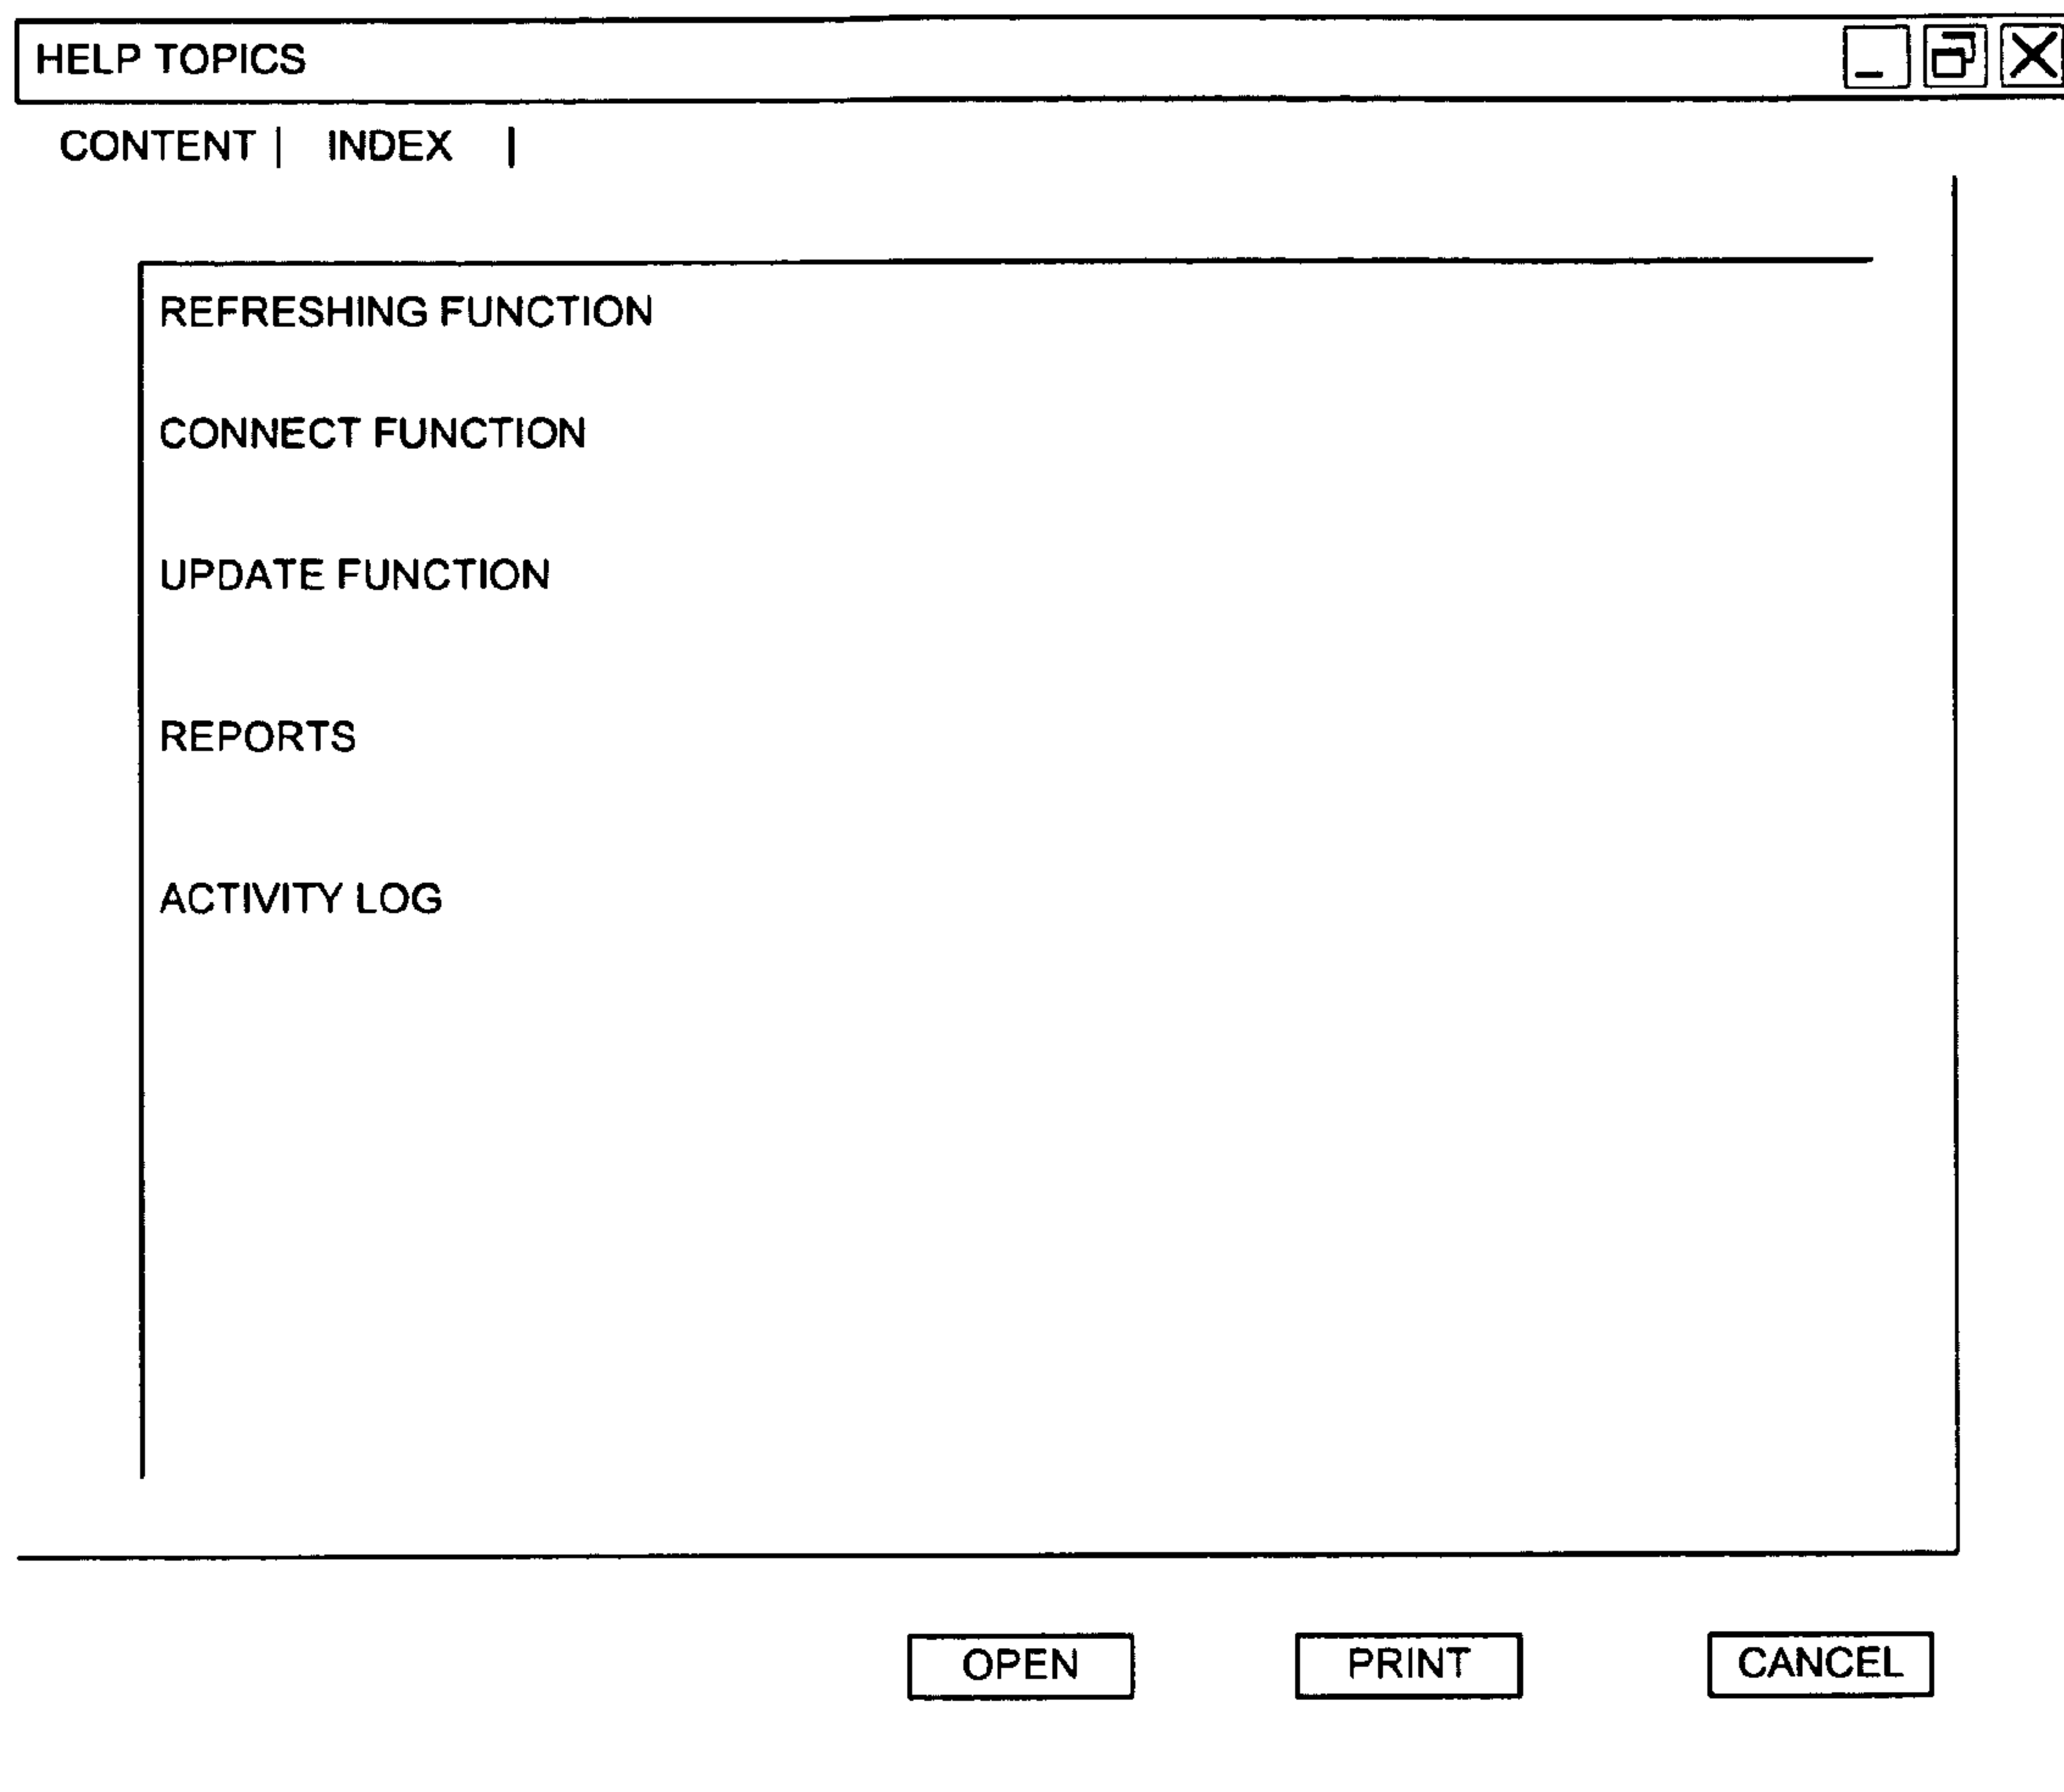 HELP TOPICS
CONTENT | INDEX |
REFRESHING FUNCTION
CONNECT FUNCTION
UPDATE FUNCTION
REPORTS
ACTIVITY LOG
OPEN PRINT CANCEL